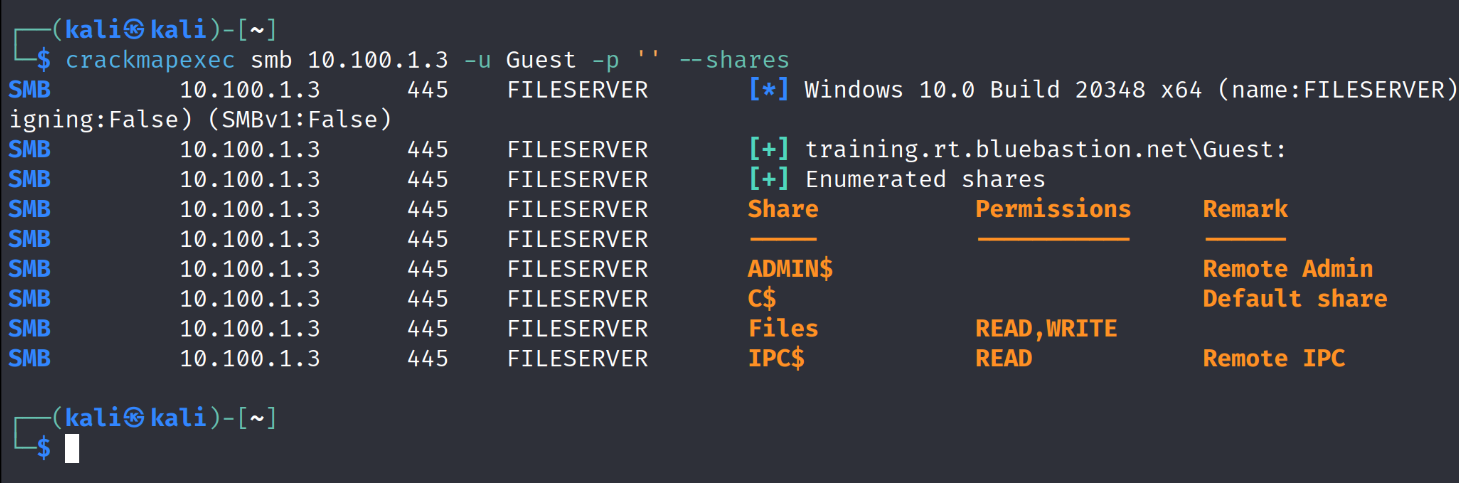 ┌──(kali㉿kali)-[~]
└─$ crackmapexec smb 10.100.1.3 -u Guest -p '' --shares
SMB 10.100.1.3 445 FILESERVER [*] Windows 10.0 Build 20348 x64 (name:FILESERVER)
igning:False) (SMBv1:False)
SMB 10.100.1.3 445 FILESERVER [+] training.rt.bluebastion.net\Guest:
SMB 10.100.1.3 445 FILESERVER [+] Enumerated shares
SMB 10.100.1.3 445 FILESERVER Share Permissions Remark
SMB 10.100.1.3 445 FILESERVER ----- ----------- ------
SMB 10.100.1.3 445 FILESERVER ADMIN$ Remote Admin
SMB 10.100.1.3 445 FILESERVER C$ Default share
SMB 10.100.1.3 445 FILESERVER Files READ,WRITE
SMB 10.100.1.3 445 FILESERVER IPC$ READ Remote IPC
┌──(kali㉿kali)-[~]
└─$